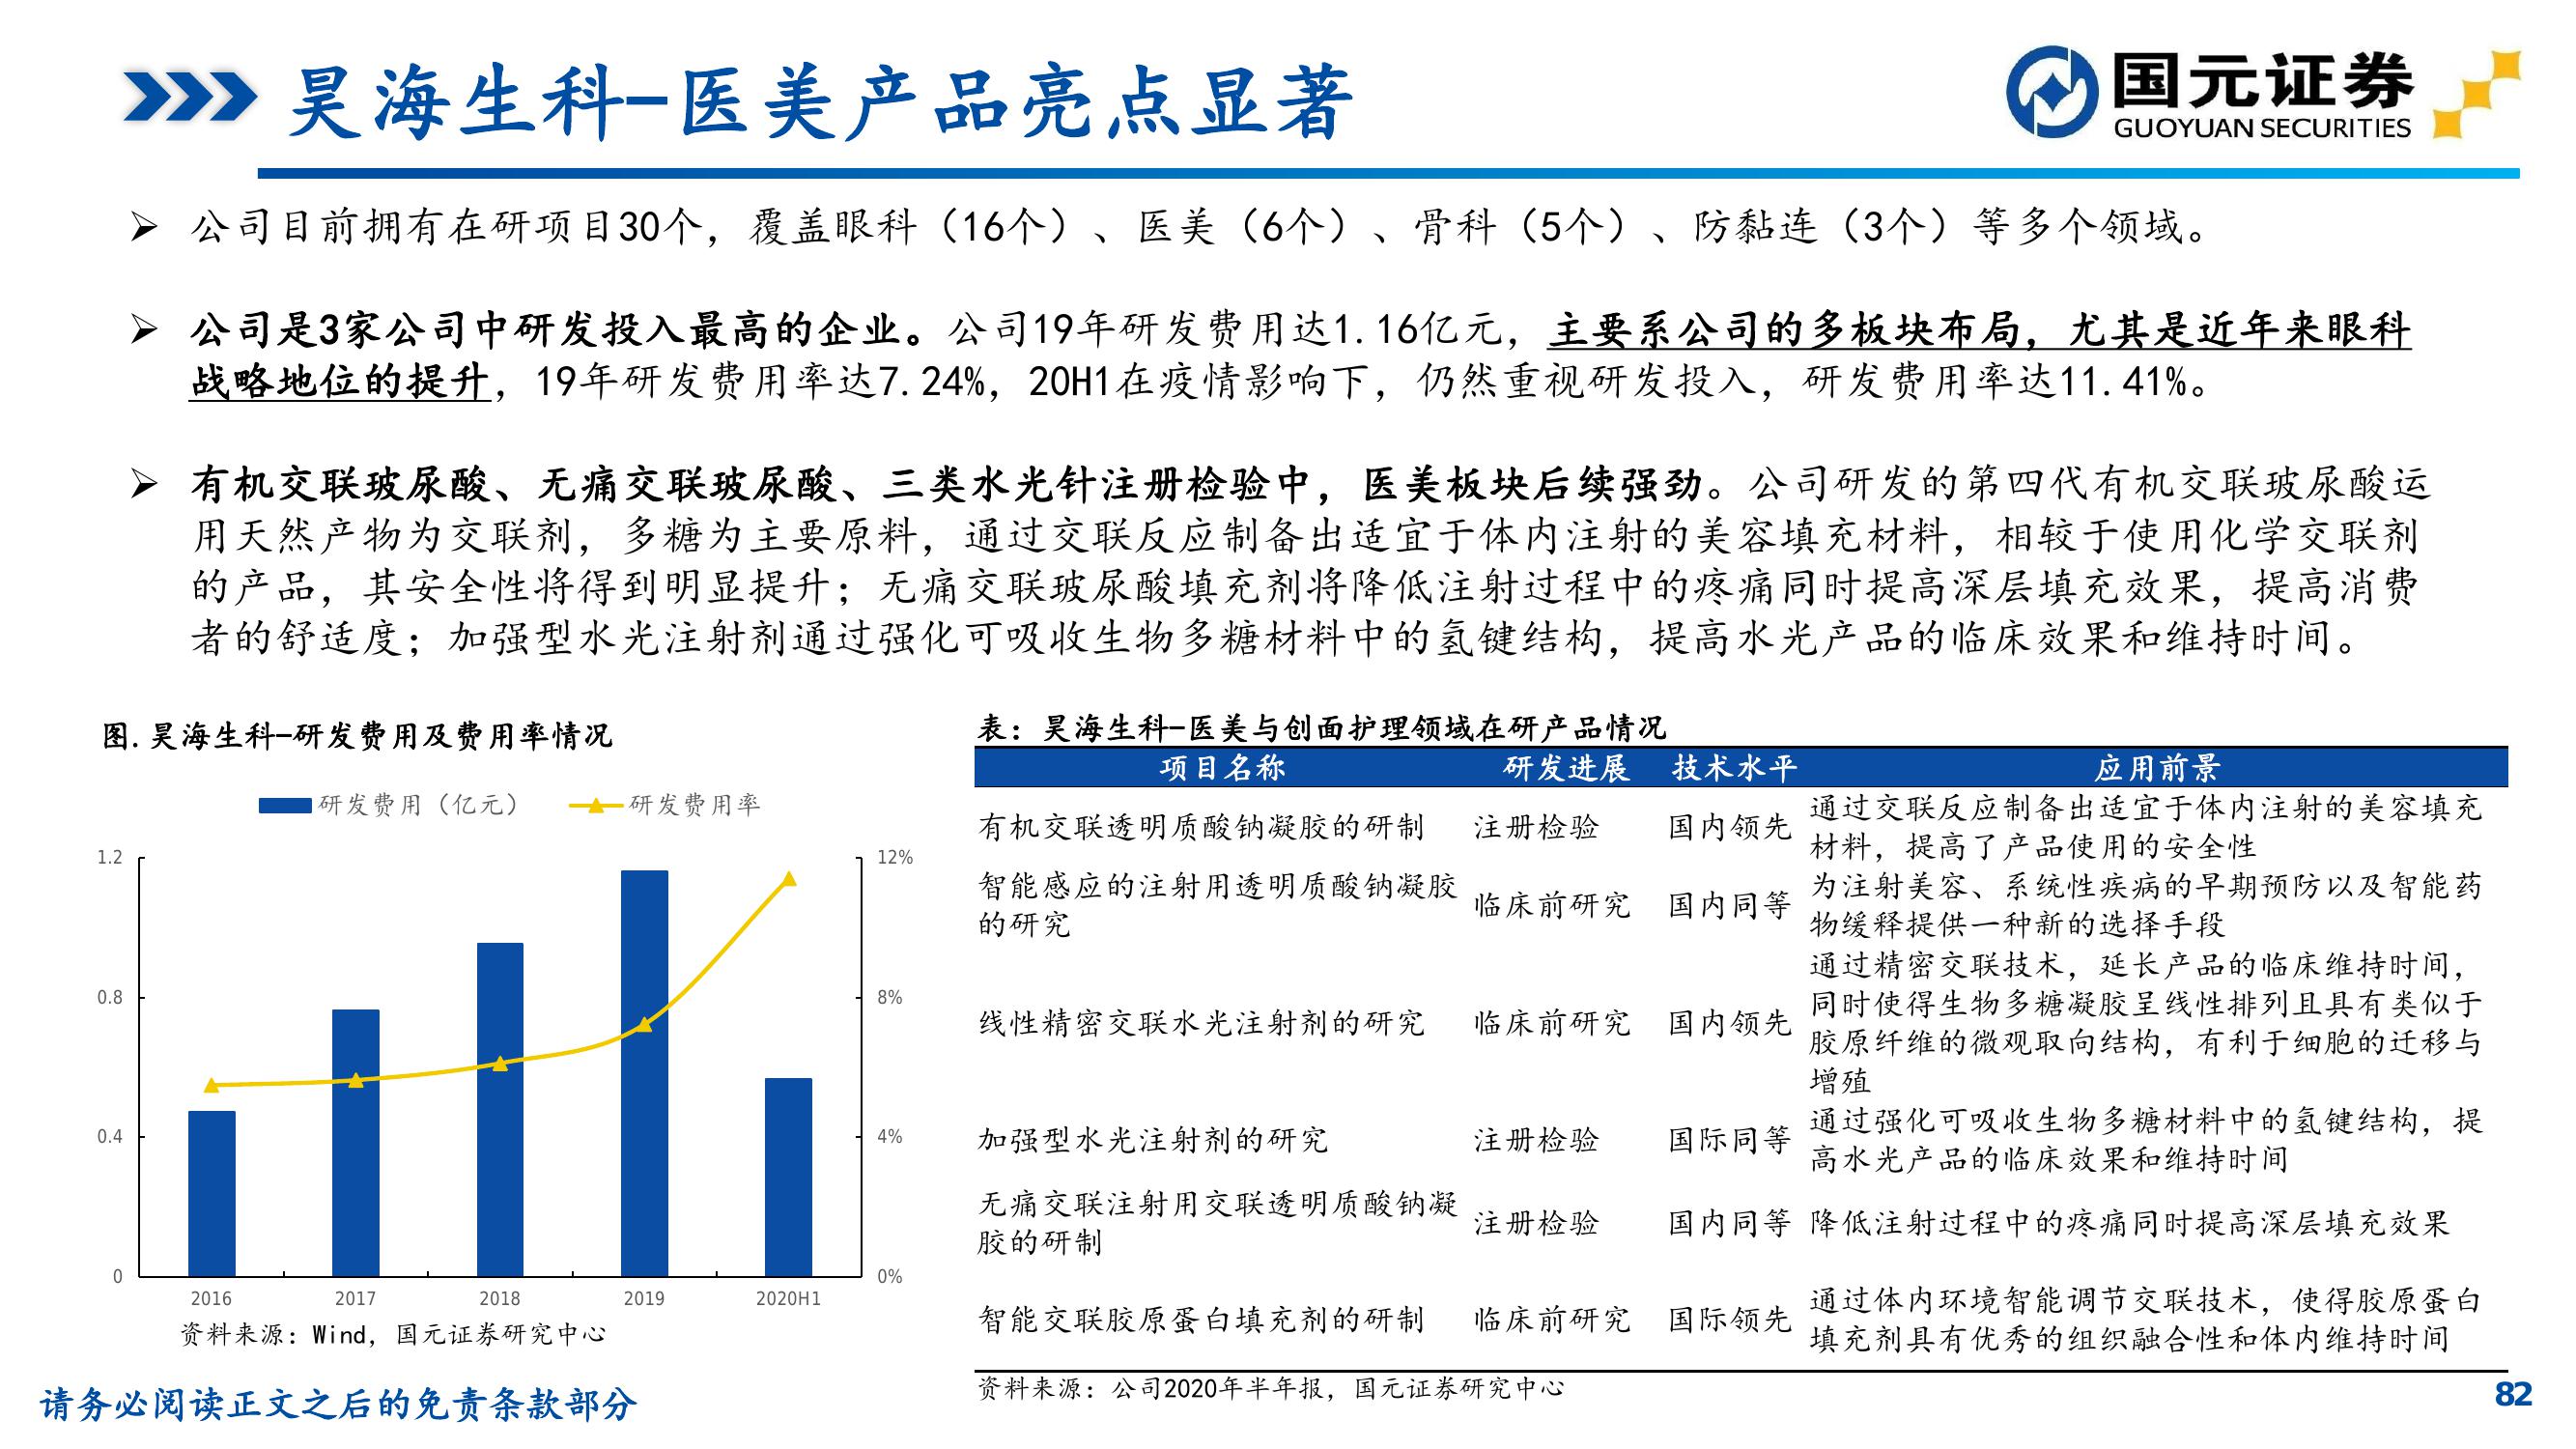 昊海生科-医美产品亮点显著
国元证券
GUOYUAN SECURITIES
公司目前拥有在研项目30个，覆盖眼科（16个）、医美（6个）、骨科（5个）、防黏连（3个）等多个领域。
公司是3家公司中研发投入最高的企业。公司19年研发费用达1.16亿元，主要系公司的多板块布局，尤其是近年来眼科
战略地位的提升，19年研发费用率达7.24%，20H1在疫情影响下，仍然重视研发投入，研发费用率达11.41%。
有机交联玻尿酸、无痛交联玻尿酸、三类水光针注册检验中，医美板块后续强劲。公司研发的第四代有机交联玻尿酸运
用天然产物为交联剂，多糖为主要原料，通过交联反应制备出适宜于体内注射的美容填充材料，相较于使用化学交联剂
的产品，其安全性将得到明显提升；无痛交联玻尿酸填充剂将降低注射过程中的疼痛同时提高深层填充效果，提高消费
者的舒适度；加强型水光注射剂通过强化可吸收生物多糖材料中的氢键结构，提高水光产品的临床效果和维持时间。
图.昊海生科-研发费用及费用率情况
研发费用（亿元） 研发费用率
1.2 12%
0.8 8%
0.4 4%
0 0%
2016 2017 2018 2019 2020H1
资料来源：Wind，国元证券研究中心
表：昊海生科-医美与创面护理领域在研产品情况
项目名称 研发进展 技术水平 应用前景
有机交联透明质酸钠凝胶的研制 注册检验 国内领先 通过交联反应制备出适宜于体内注射的美容填充
材料，提高了产品使用的安全性
智能感应的注射用透明质酸钠凝胶
的研究 临床前研究 国内同等 为注射美容、系统性疾病的早期预防以及智能药
物缓释提供一种新的选择手段
线性精密交联水光注射剂的研究 临床前研究 国内领先 通过精密交联技术，延长产品的临床维持时间，
同时使得生物多糖凝胶呈线性排列且具有类似于
胶原纤维的微观取向结构，有利于细胞的迁移与
增殖
加强型水光注射剂的研究 注册检验 国际同等 通过强化可吸收生物多糖材料中的氢键结构，提
高水光产品的临床效果和维持时间
无痛交联注射用交联透明质酸钠凝
胶的研制 注册检验 国内同等 降低注射过程中的疼痛同时提高深层填充效果
智能交联胶原蛋白填充剂的研制 临床前研究 国际领先 通过体内环境智能调节交联技术，使得胶原蛋白
填充剂具有优秀的组织融合性和体内维持时间
资料来源：公司2020年半年报，国元证券研究中心
请务必阅读正文之后的免责条款部分
82